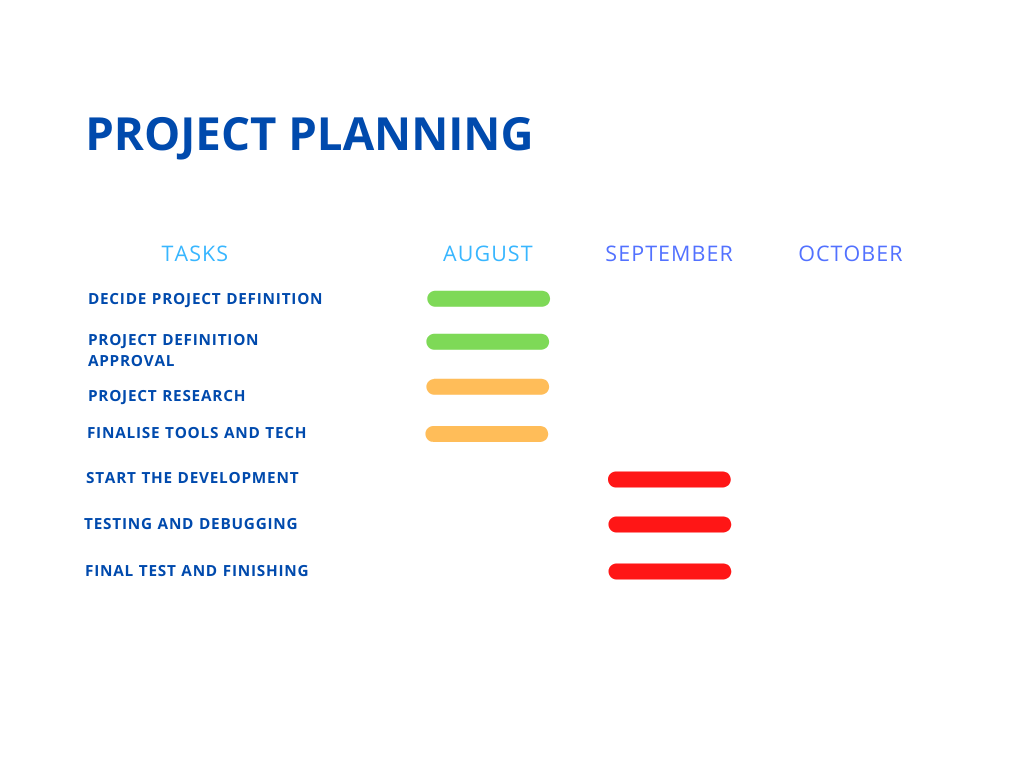 PROJECT PLANNING
TASKS AUGUST SEPTEMBER OCTOBER
DECIDE PROJECT DEFINITION
PROJECT DEFINITION
APPROVAL
PROJECT RESEARCH
FINALISE TOOLS AND TECH
START THE DEVELOPMENT
TESTING AND DEBUGGING
FINAL TEST AND FINISHING